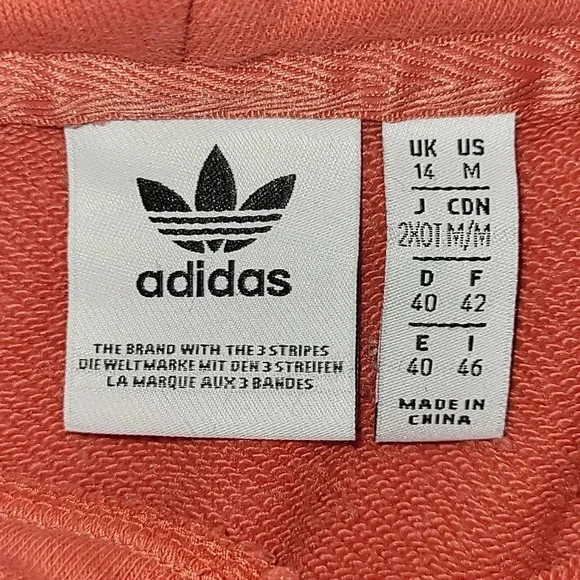 adidas
THE BRAND WITH THE 3 STRIPES
DIE WELTMARKE MIT DEN 3 STREIFEN
LA MARQUE AUX 3 BANDES
UK US
14 M
J CDN
2XOT M/M
D F
40 42
E I
40 46
MADE IN
CHINA